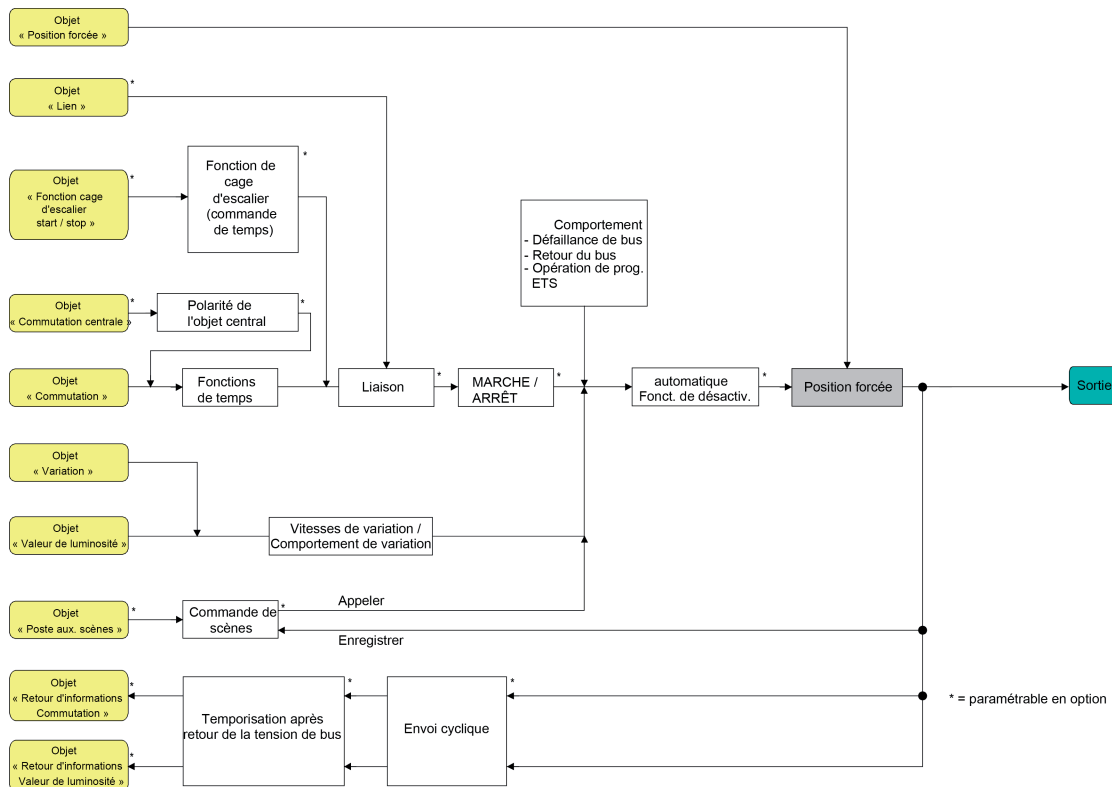 Objet
« Position forcée »
Objet
*
« Lien »
Objet
*
« Fonction cage
d'escalier
start / stop »
Fonction de
*
cage
d'escalier
(commande
de temps)
Comportement
- Défaillance de bus
- Retour du bus
- Opération de prog.
ETS
Objet
*
« Commutation centrale »
Polarité de
*
l'objet central
Objet
« Commutation »
Fonctions
de temps
Liaison
*
MARCHE /
*
ARRÊT
automatique
*
Fonct. de désactiv.
Position forcée
Sortie
Objet
« Variation »
Objet
« Valeur de luminosité »
Vitesses de variation /
Comportement de variation
Objet
*
« Poste aux. scènes »
Commande de
*
scènes
Appeler
Enregistrer
Objet
*
« Retour d'informations
Commutation »
Temporisation après
*
retour de la tension de bus
Envoi cyclique
*
* = paramétrable en option
Objet
*
« Retour d'informations
Valeur de luminosité »